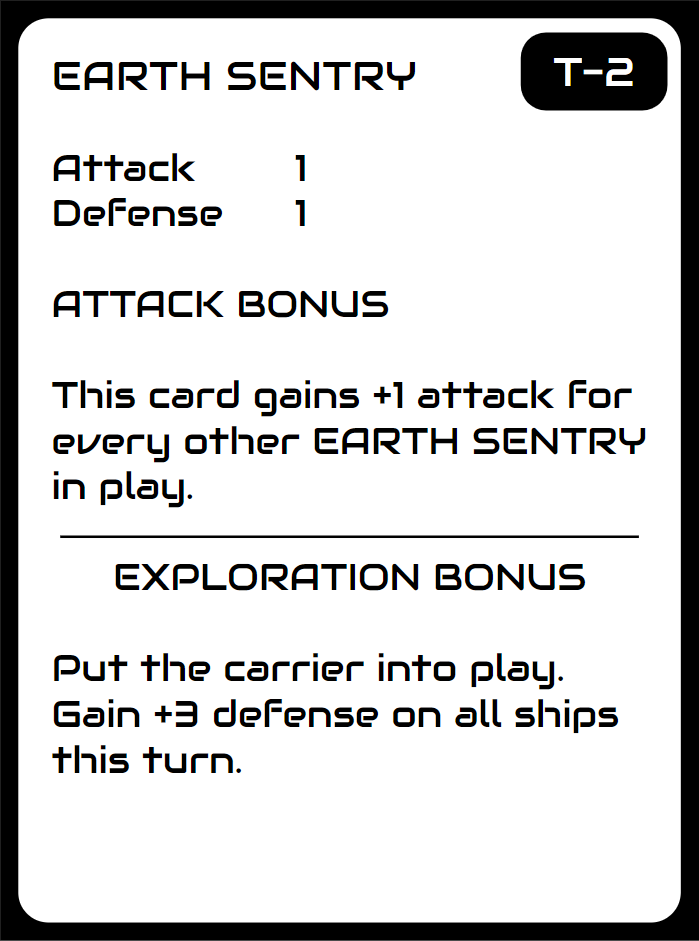 EARTH SENTRY
T-2
Attack 1
Defense 1
ATTACK BONUS
This card gains +1 attack for
every other EARTH SENTRY
in play.
EXPLORATION BONUS
Put the carrier into play.
Gain +3 defense on all ships
this turn.